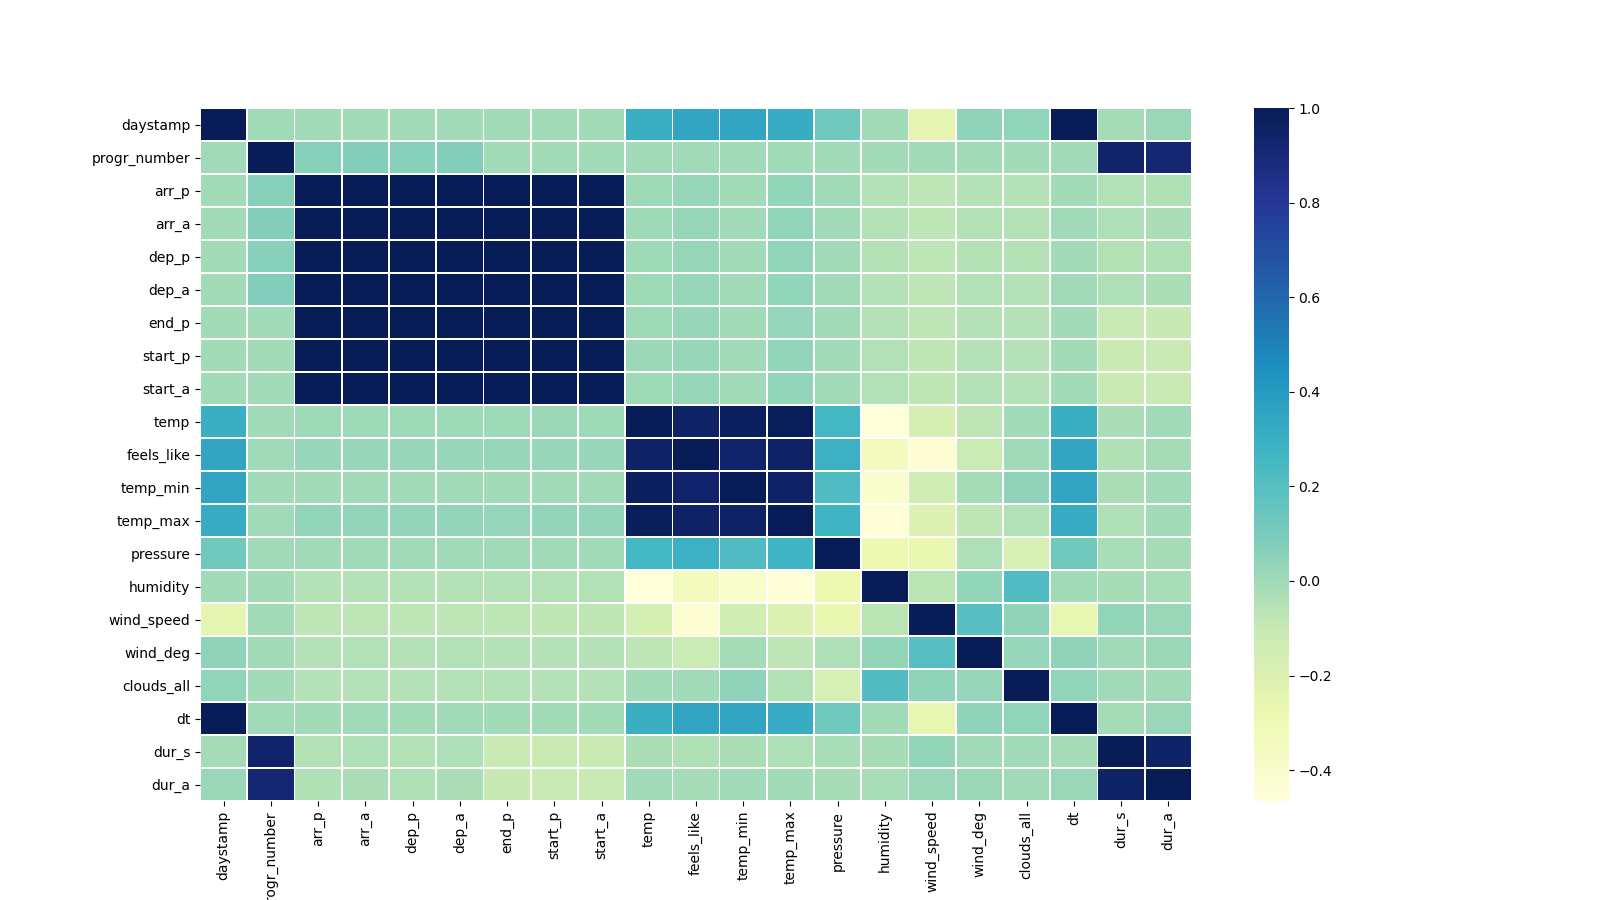 daystamp
progr_number
arr_p
arr_a
dep_p
dep_a
end_p
start_p
start_a
temp
feels_like
temp_min
temp_max
pressure
humidity
wind_speed
wind_deg
clouds_all
dt
dur_s
dur_a
daystamp
rogr_number
arr_p
arr_a
dep_p
dep_a
end_p
start_p
start_a
temp
feels_like
temp_min
temp_max
pressure
humidity
wind_speed
wind_deg
clouds_all
dt
dur_s
dur_a
1.0
0.8
0.6
0.4
0.2
0.0
−0.2
−0.4